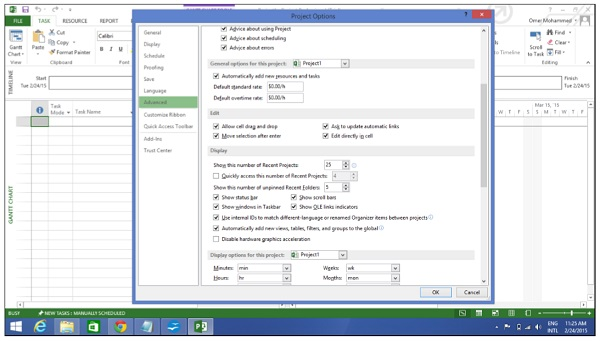 Project Options
FILE TASK RESOURCE REPORT
Omar Mohammad
Gantt Chart
Paste
Cut
Copy
Format Painter
Calibri
B I U
View
Clipboard
Scroll to Task
Find
Clear
Fill
Editing
to Timeline
TIMELINE
Start
Tue 2/24/15
Finish
Tue 2/24/15
Task Mode
Task Name
Mar 15, '15
GANTT CHART
General
Display
Schedule
Proofing
Save
Language
Advanced
Customize Ribbon
Quick Access Toolbar
Add-Ins
Trust Center
Advice about using Project
Advice about scheduling
Advice about errors
General options for this project: Project1
Automatically add new resources and tasks
Default standard rate: $0.00/h
Default overtime rate: $0.00/h
Edit
Allow cell drag and drop Ask to update automatic links
Move selection after enter Edit directly in cell
Display
Show this number of Recent Projects: 25
Quickly access this number of Recent Projects: 4
Show this number of unpinned Recent Folders: 5
Show status bar Show scroll bars
Show windows in Taskbar Show OLE links indicators
Use internal IDs to match different-language or renamed Organizer items between projects
Automatically add new views, tables, filters, and groups to the global
Disable hardware graphics acceleration
Display options for this project: Project1
Minutes: min Weeks: wk
Hours: hr Months: mon
OK Cancel
BUSY NEW TASKS : MANUALLY SCHEDULED
ENG 11:25 AM
INTL 2/24/2015